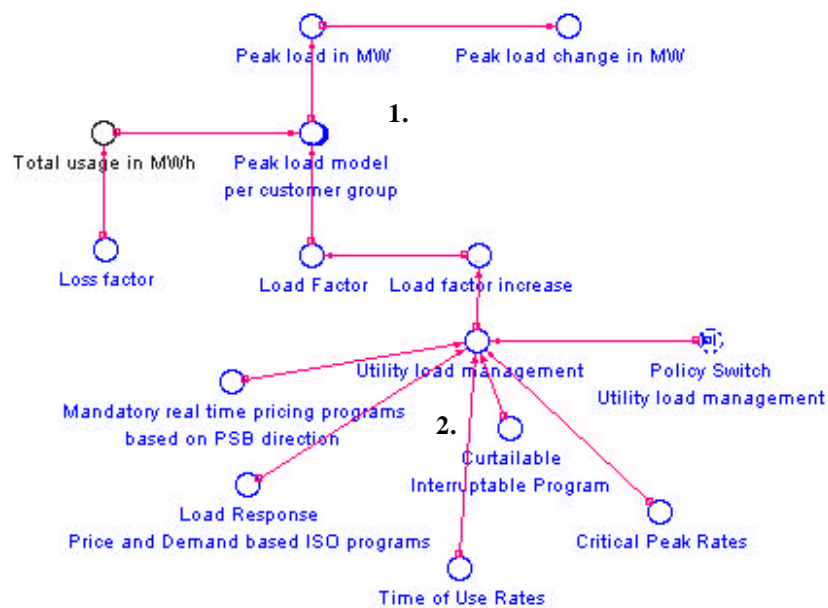 Peak load in MW
Peak load change in MW
1.
Total usage in MWh
Peak load model
per customer group
Loss factor
Load Factor
Load factor increase
Utility load management
Policy Switch
Utility load management
Mandatory real time pricing programs
based on PSB direction
2.
Curtailable
Interruptable Program
Load Response
Price and Demand based ISO programs
Critical Peak Rates
Time of Use Rates